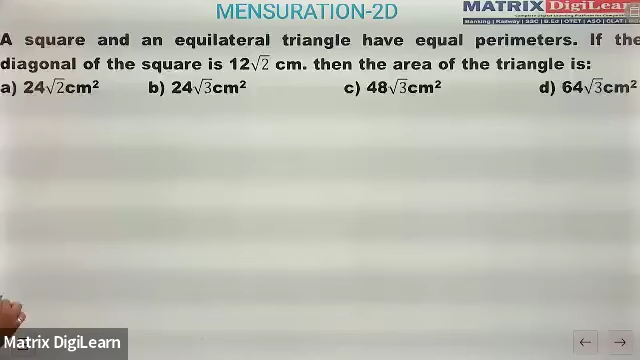 MENSURATION-2D
MATRIX DigiLearn
Banking | Railway | SSC | B.Ed | OTET | ASO | CLAT |
A square and an equilateral triangle have equal perimeters. If the
diagonal of the square is 12√2 cm. then the area of the triangle is:
a) 24√2cm² b) 24√3cm² c) 48√3cm² d) 64√3cm²
Matrix DigiLearn